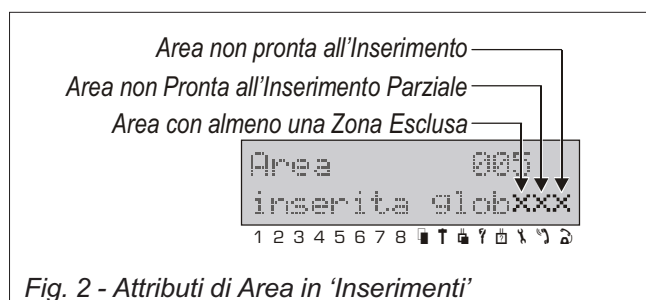 Area non pronta all'Inserimento
Area non Pronta all'Inserimento Parziale
Area con almeno una Zona Esclusa
Area 005
inserita globxxx
1 2 3 4 5 6 7 8
Fig. 2 - Attributi di Area in 'Inserimenti'